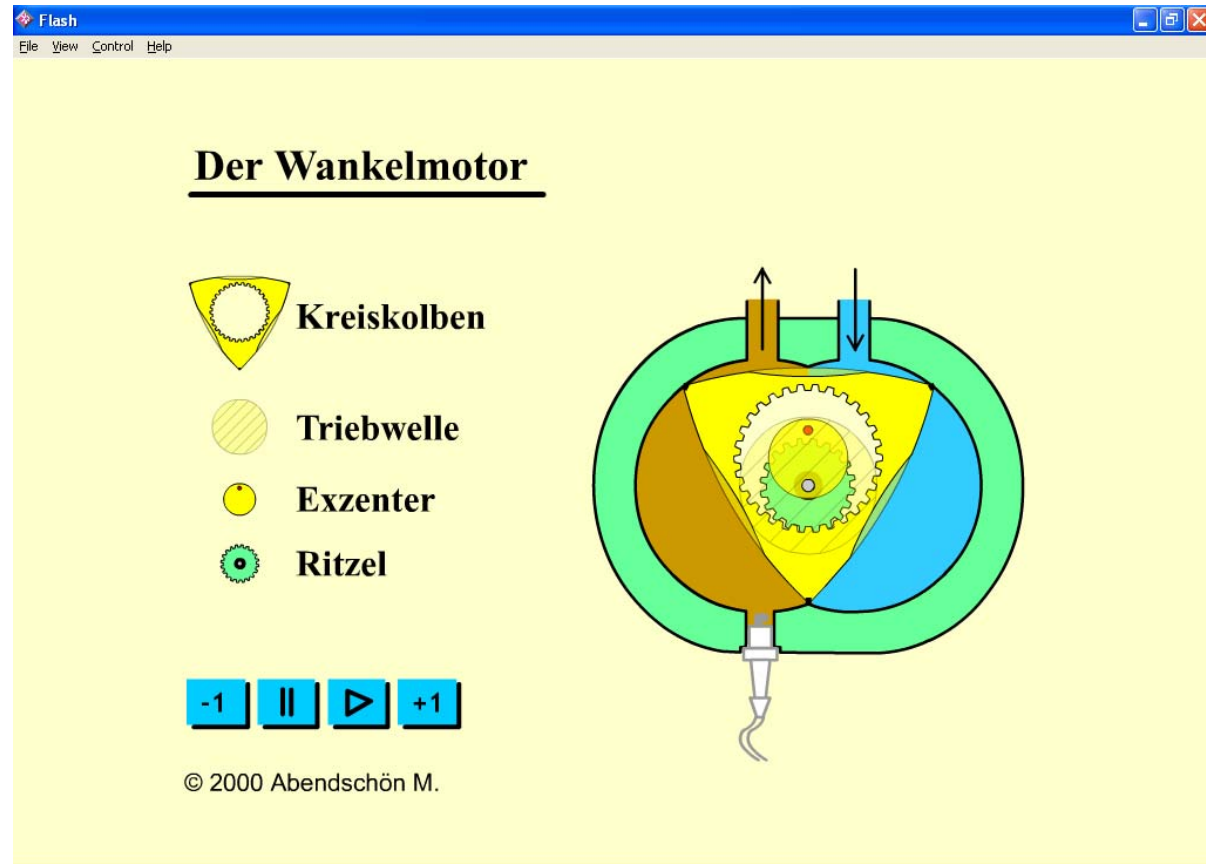 Flash
File View Control Help
Der Wankelmotor
Kreiskolben
Triebwelle
Exzenter
Ritzel
-1 +1
© 2000 Abendschön M.